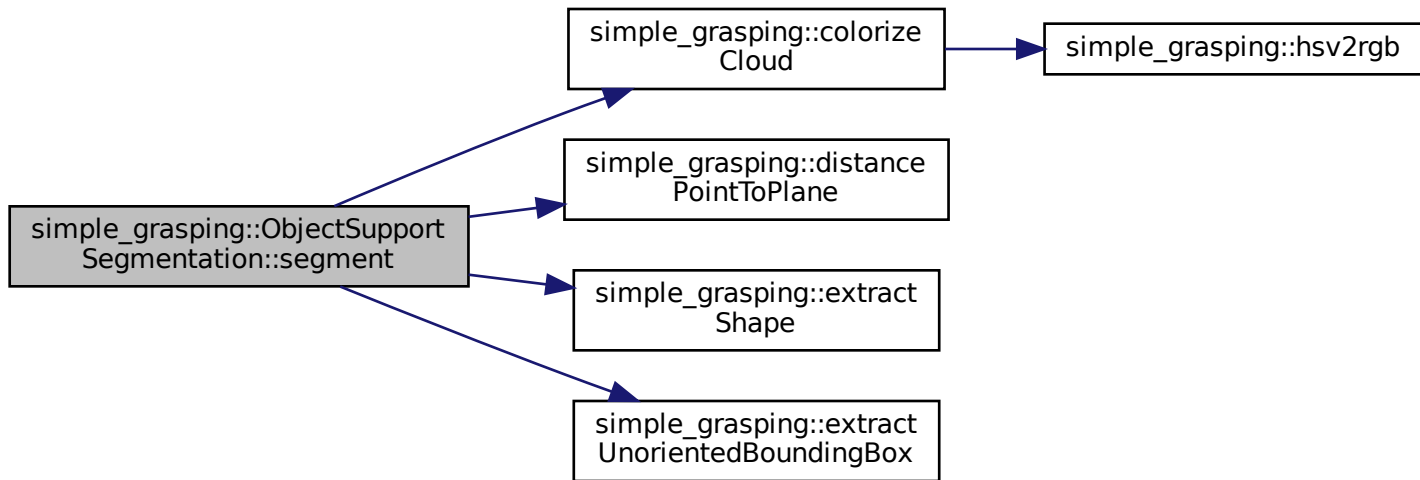 simple_grasping::ObjectSupport
Segmentation::segment
simple_grasping::colorize
Cloud
simple_grasping::hsv2rgb
simple_grasping::distance
PointToPlane
simple_grasping::extract
Shape
simple_grasping::extract
UnorientedBoundingBox